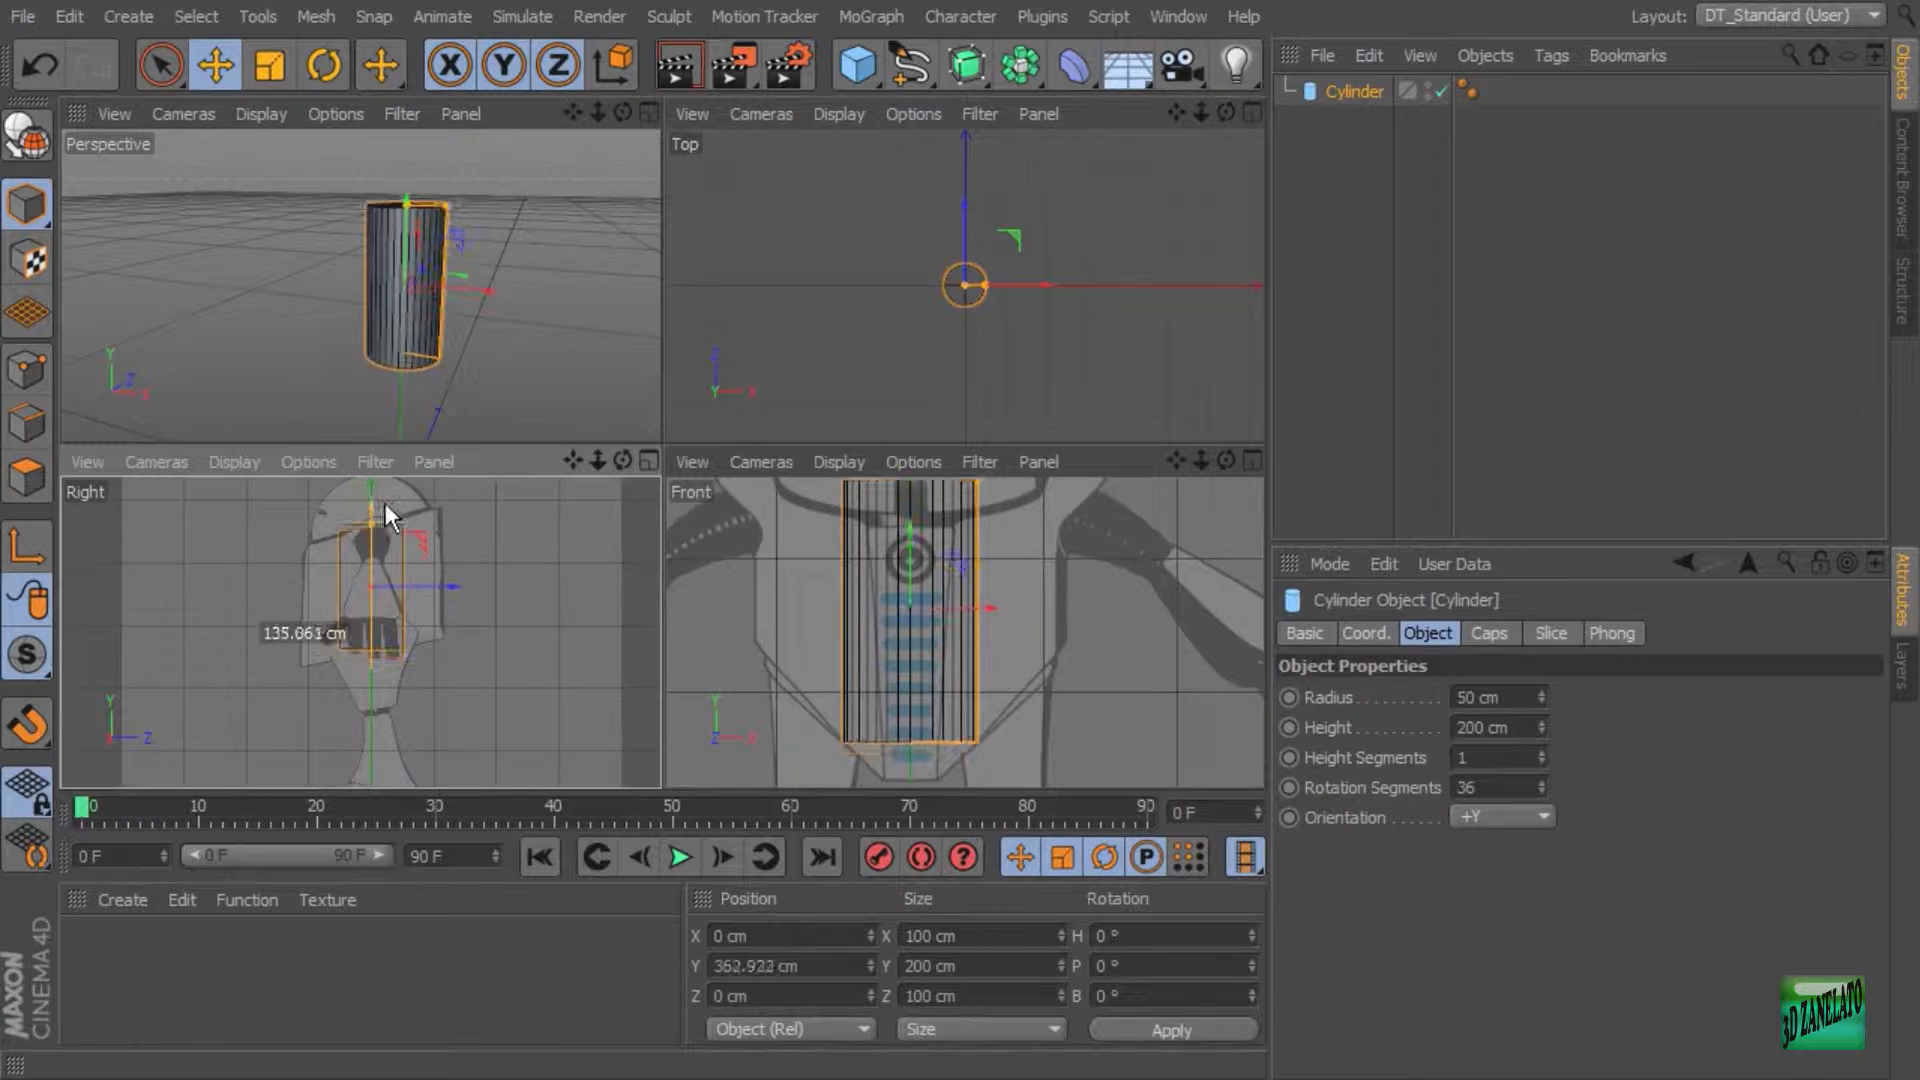 File Edit Create Select Tools Mesh Snap Animate Simulate Render Sculpt Motion Tracker MoGraph Character Plugins Script Window Help Layout: DT_Standard (User)
X Y Z
File Edit View Objects Tags Bookmarks
Objects
Cylinder
Content Browser
Structure
View Cameras Display Options Filter Panel
Perspective
Y Z X
View Cameras Display Options Filter Panel
Top
Z Y X
View Cameras Display Options Filter Panel
Right
135.061 cm
Y X Z
View Cameras Display Options Filter Panel
Front
Y Z X
S
Mode Edit User Data
Attributes
Layers
Cylinder Object [Cylinder]
Basic Coord. Object Caps Slice Phong
Object Properties
Radius........ 50 cm
Height........ 200 cm
Height Segments 1
Rotation Segments 36
Orientation...... +Y
0 10 20 30 40 50 60 70 80 90 0 F
0 F 0 F 90 F 90 F ? P
Create Edit Function Texture
Position Size Rotation
X 0 cm X 100 cm H 0 °
Y Y 200 cm P 0 °
Z 0 cm Z 100 cm B 0 °
Object (Rel) Size Apply
MAXON
CINEMA 4D
3D ZANELATO